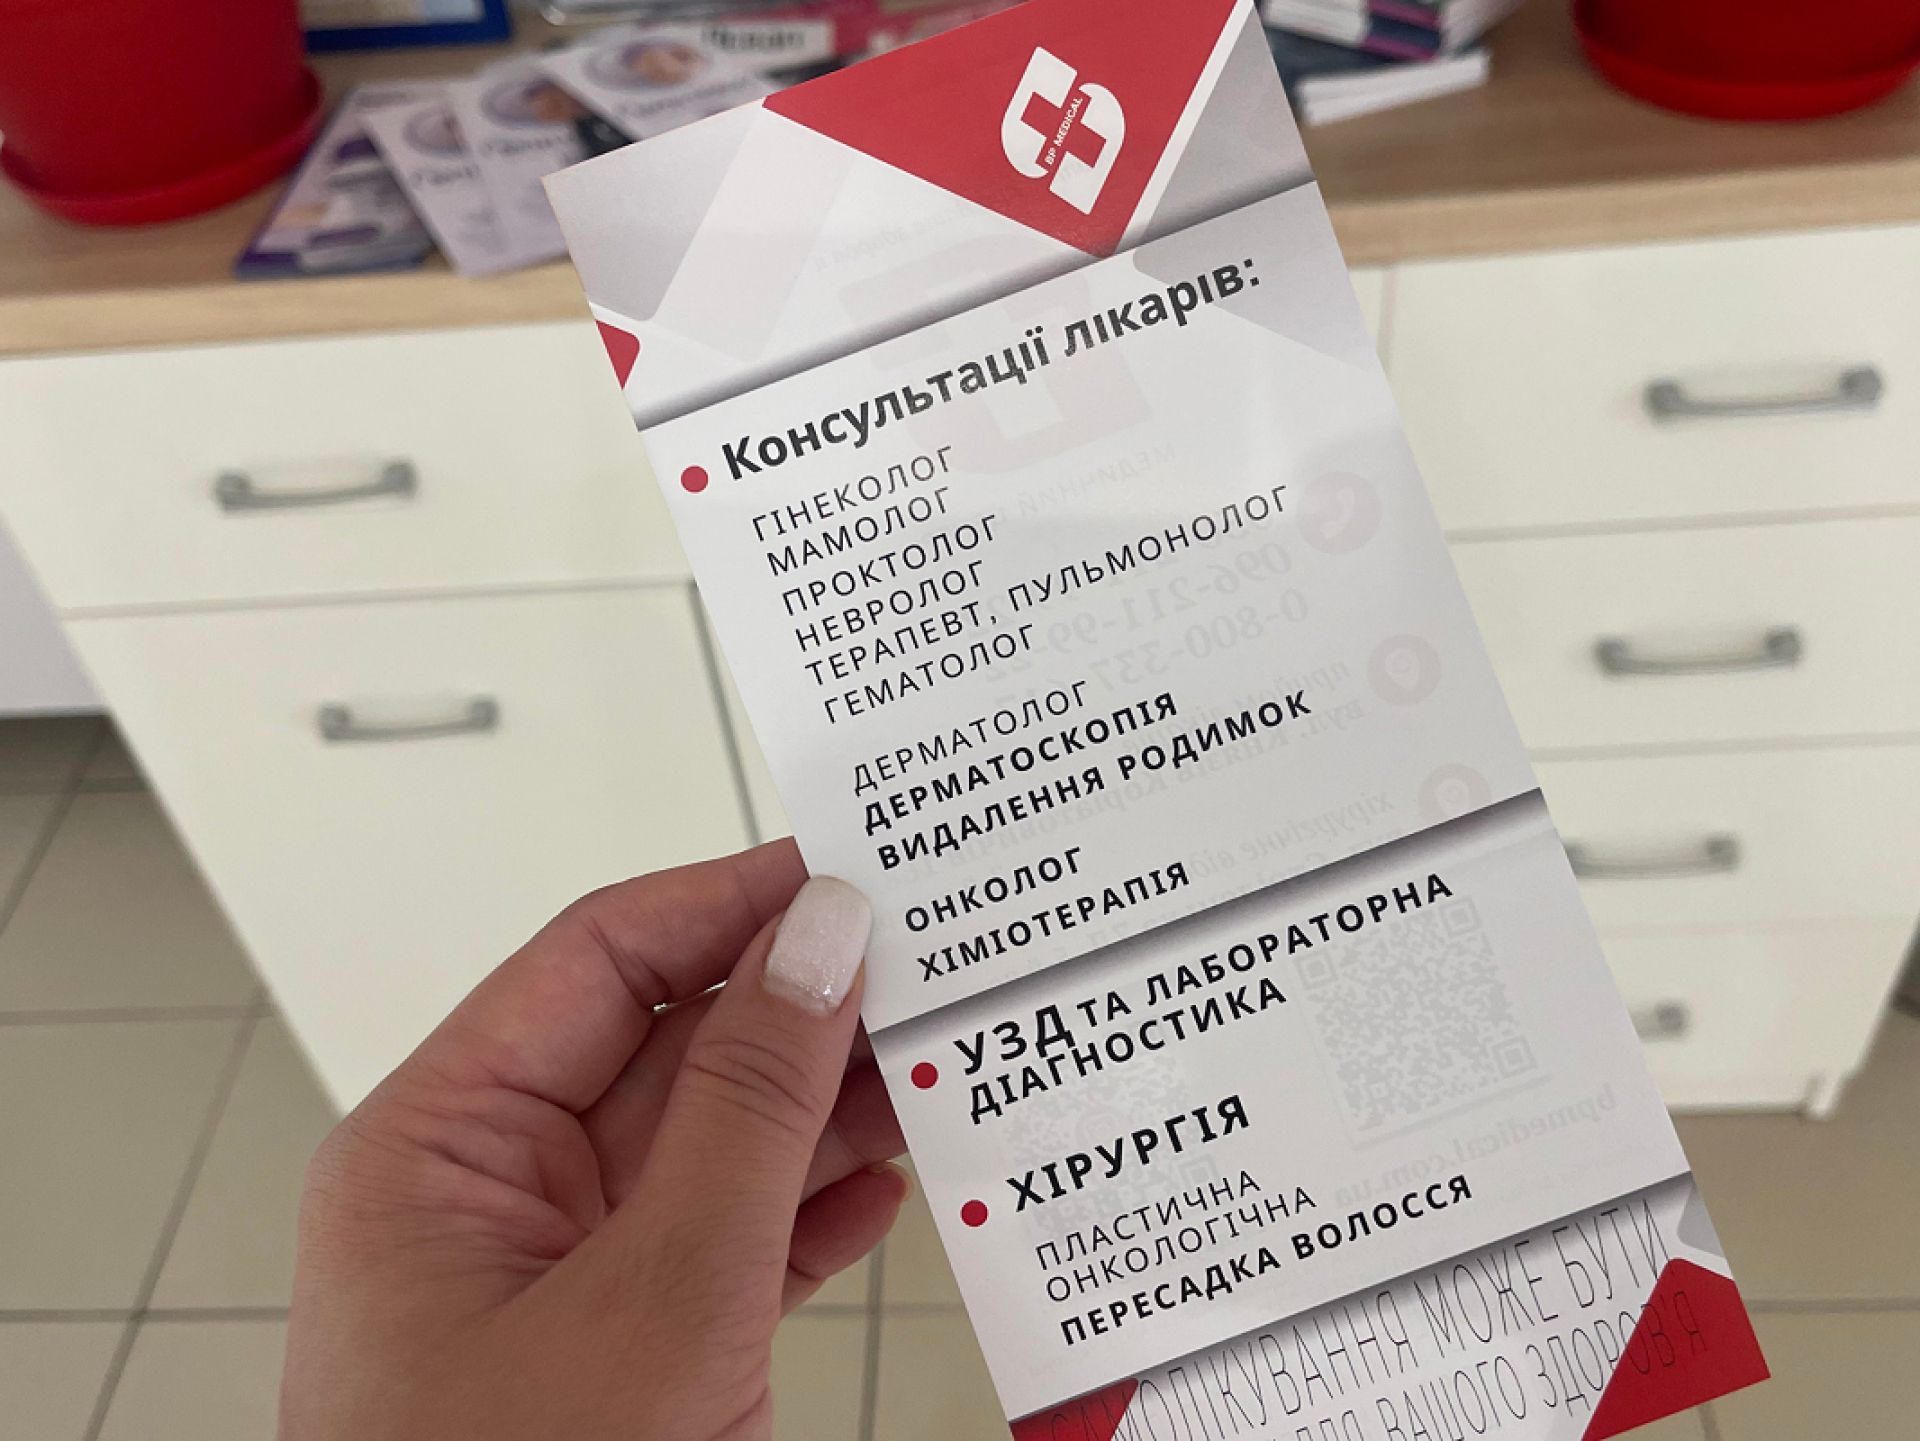 BP MEDICAL
Консультації лікарів:
ГІНЕКОЛОГ
МАМОЛОГ
ПРОКТОЛОГ
НЕВРОЛОГ
ТЕРАПЕВТ, ПУЛЬМОНОЛОГ
ГЕМАТОЛОГ
ДЕРМАТОЛОГ
ДЕРМАТОСКОПІЯ
ВИДАЛЕННЯ РОДИМОК
ОНКОЛОГ
ХІМІОТЕРАПІЯ
УЗД ТА ЛАБОРАТОРНА
ДІАГНОСТИКА
ХІРУРГІЯ
ПЛАСТИЧНА
ОНКОЛОГІЧНА
ПЕРЕСАДКА ВОЛОССЯ
САМОЛІКУВАННЯ МОЖЕ БУТИ
ДЛЯ ВАШОГО ЗДОРОВ'Я